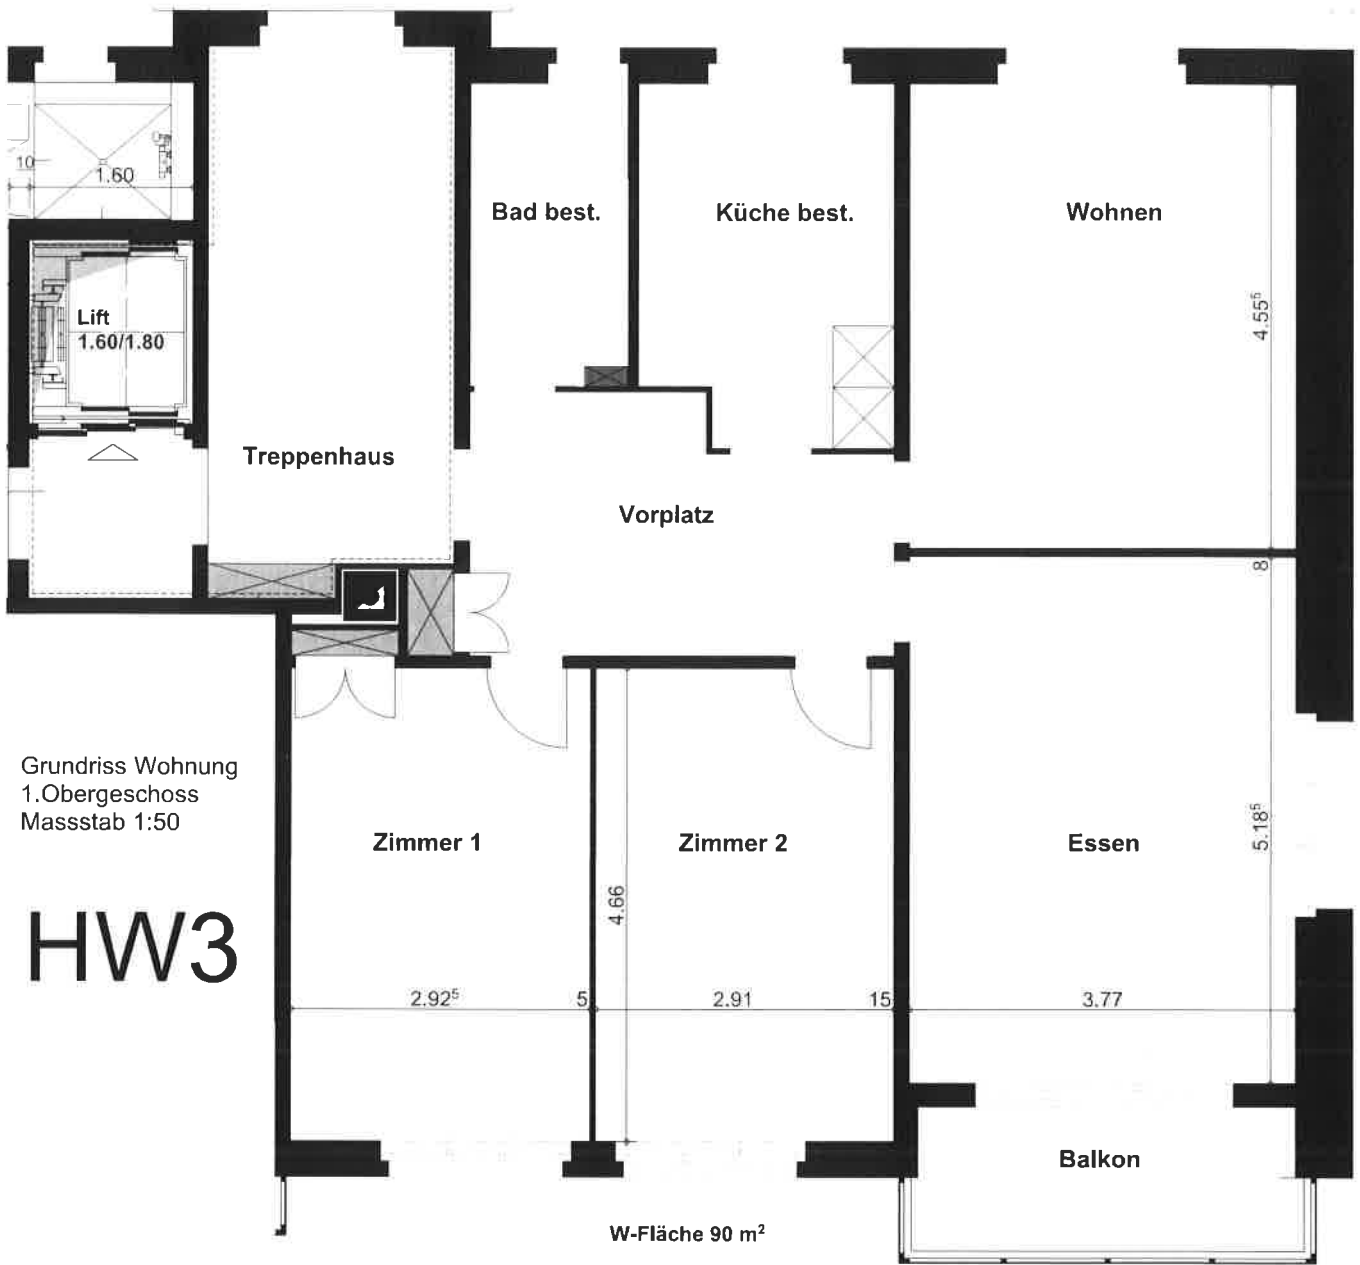 10
1.60
Bad best.
Küche best.
Wohnen
Lift
1.60/1.80
4.55⁵
Treppenhaus
Vorplatz
8
Grundriss Wohnung
1.Obergeschoss
Massstab 1:50
Zimmer 1
Zimmer 2
Essen
5.18⁵
4.66
HW3
2.92⁵
5
2.91
15
3.77
Balkon
W-Fläche 90 m²